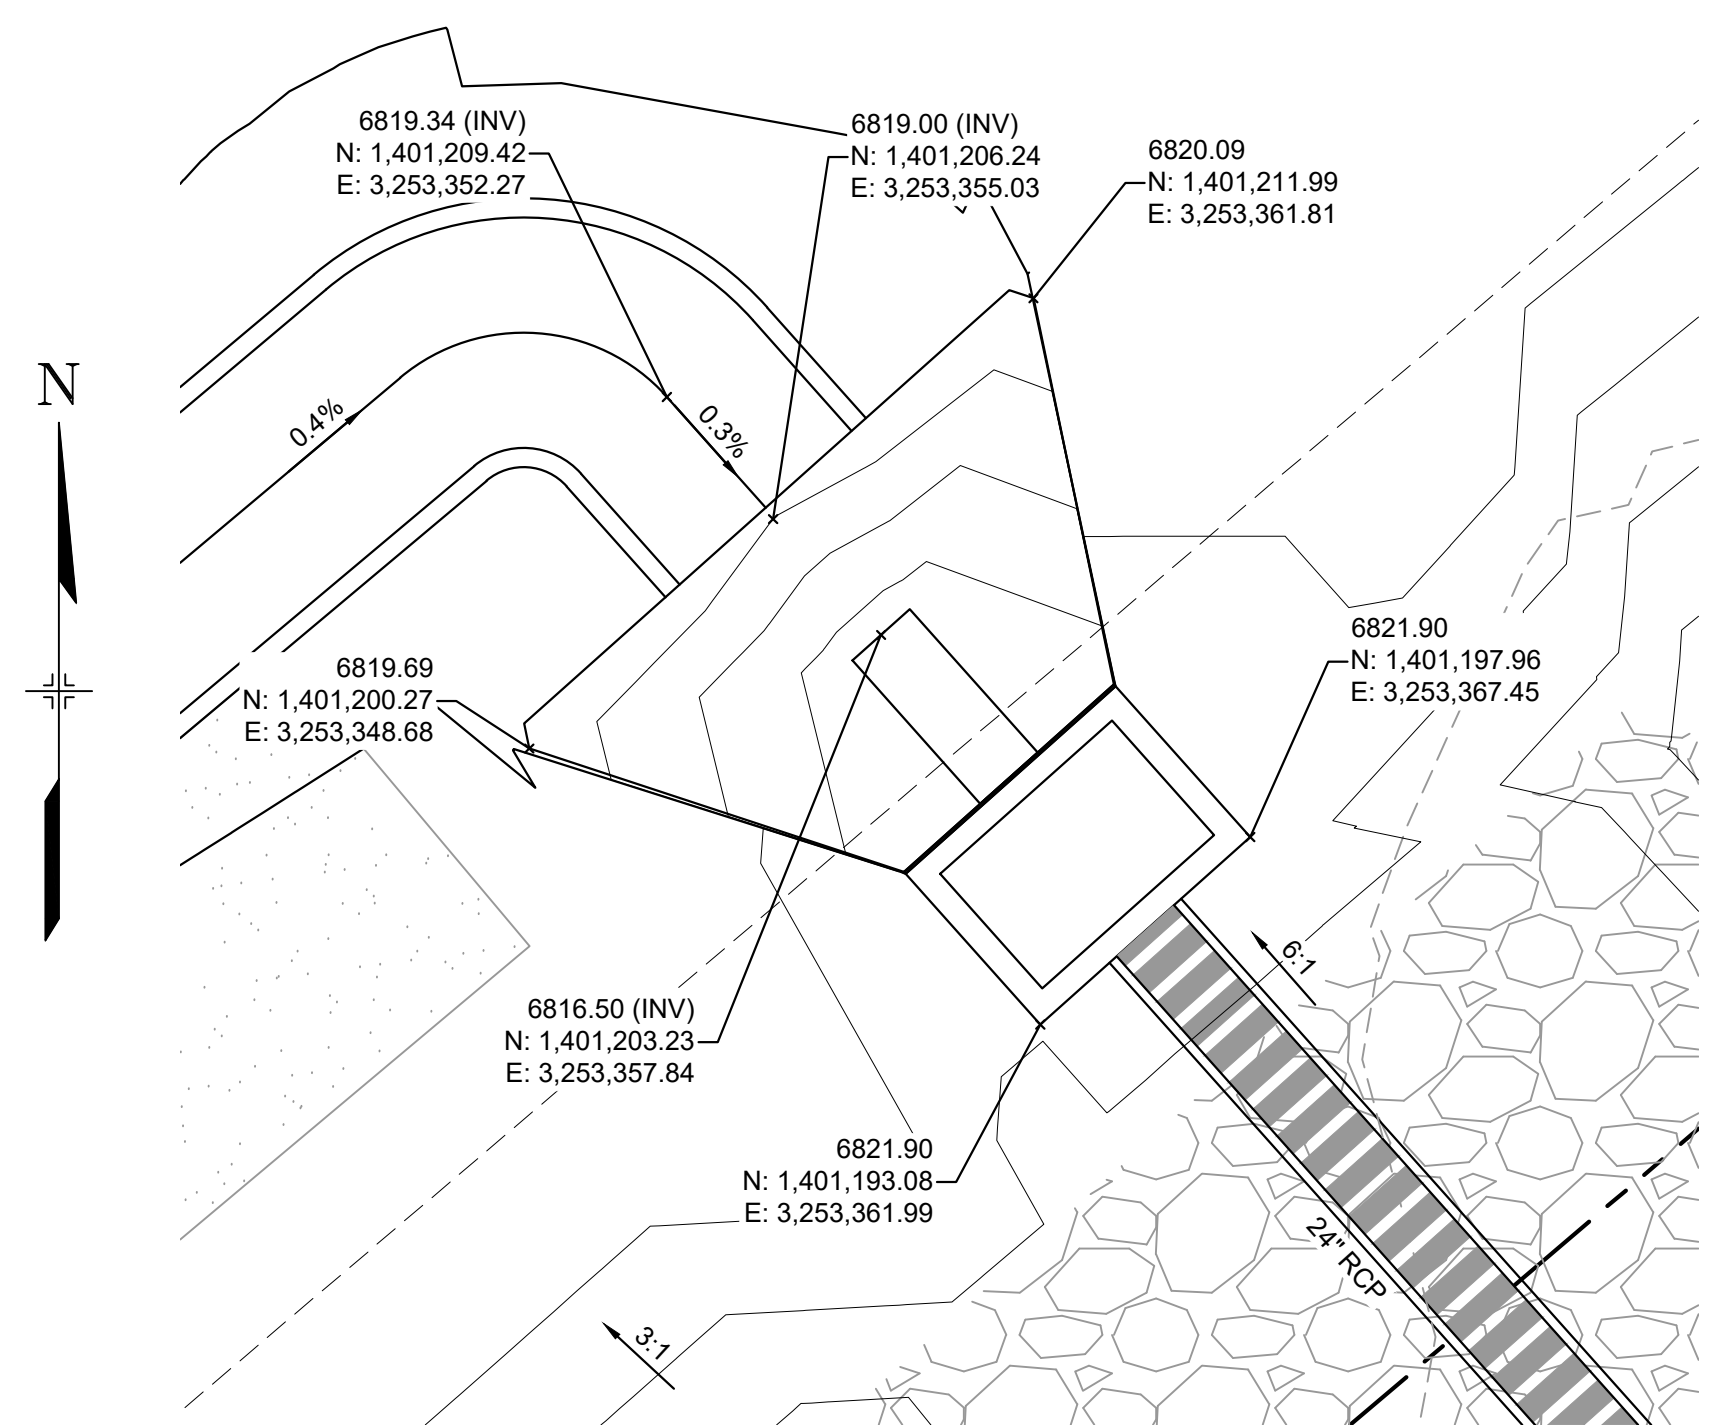 6819.34 (INV)
N: 1,401,209.42
E: 3,253,352.27
6819.00 (INV)
N: 1,401,206.24
E: 3,253,355.03
6820.09
N: 1,401,211.99
E: 3,253,361.81
N
0.4%
0.3%
6819.69
N: 1,401,200.27
E: 3,253,348.68
6821.90
N: 1,401,197.96
E: 3,253,367.45
6:1
6816.50 (INV)
N: 1,401,203.23
E: 3,253,357.84
6821.90
N: 1,401,193.08
E: 3,253,361.99
24" RCP
3:1